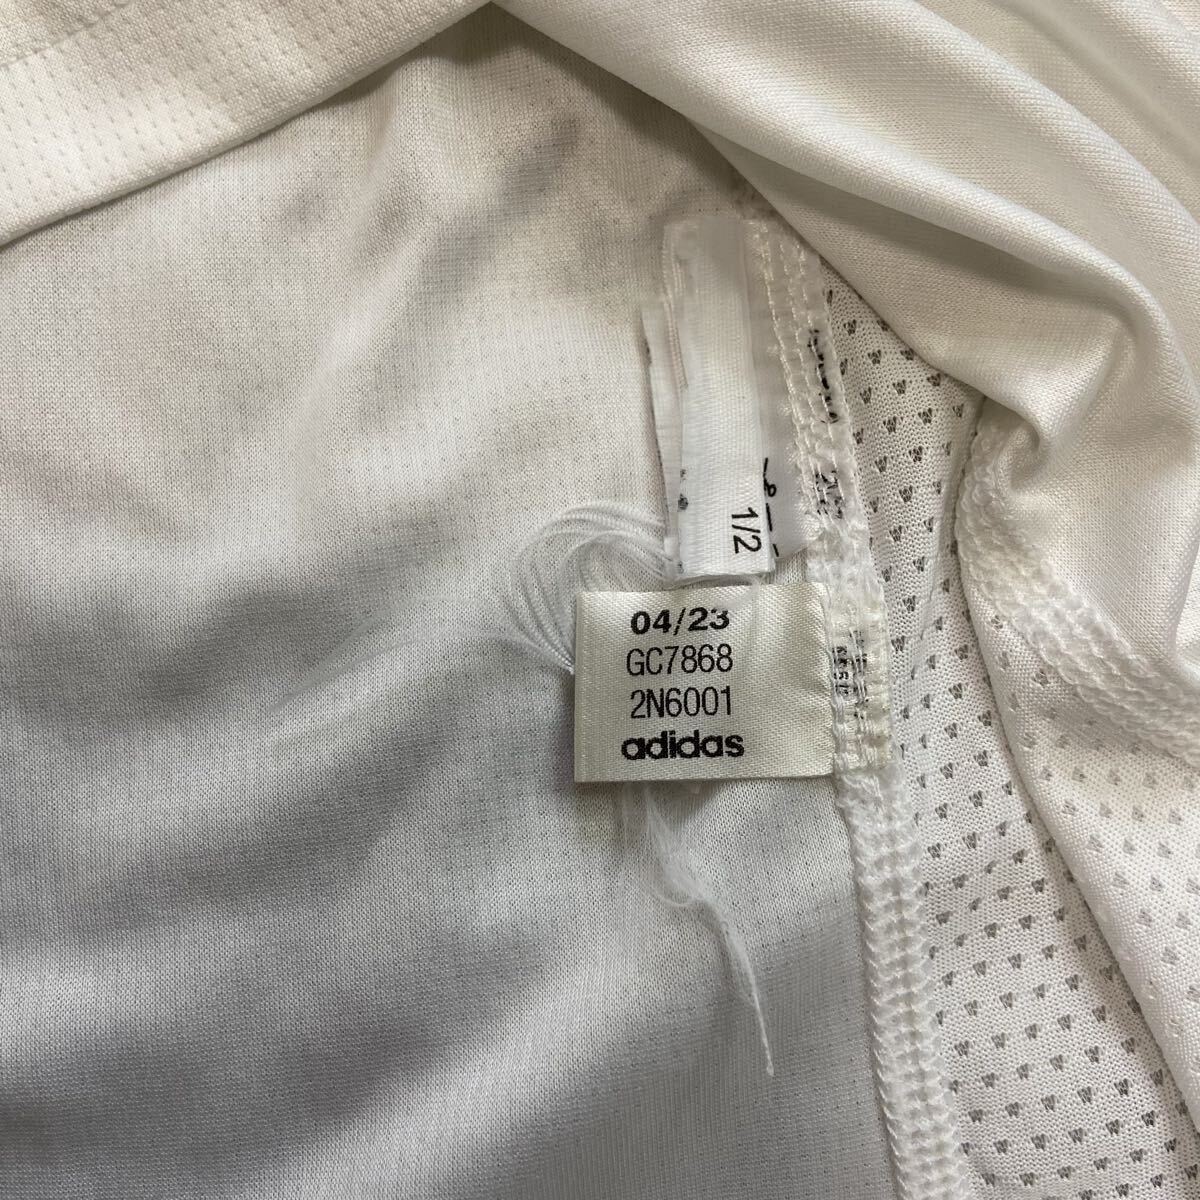 1/2
04/23
GC7868
2N6001
adidas